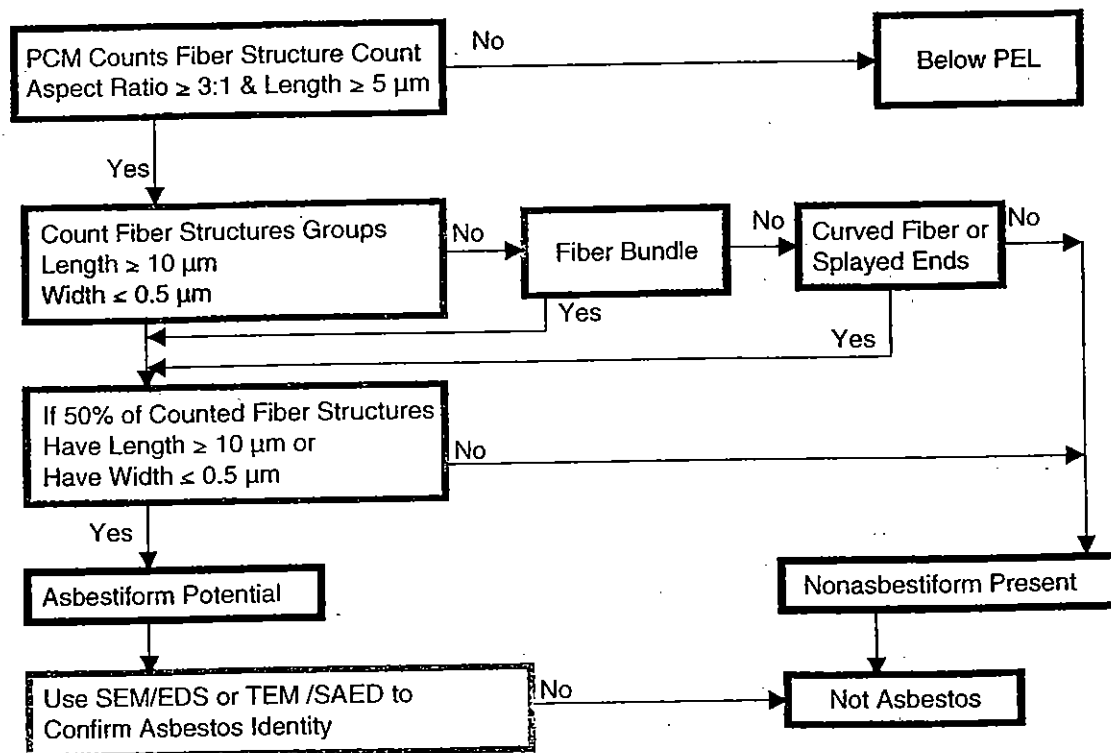 PCM Counts Fiber Structure Count
Aspect Ratio ≥ 3:1 & Length ≥ 5 µm
No
Below PEL
Yes
Count Fiber Structures Groups
Length ≥ 10 µm
Width ≤ 0.5 µm
No
Fiber Bundle
No
Curved Fiber or
Splayed Ends
No
Yes
Yes
If 50% of Counted Fiber Structures
Have Length ≥ 10 µm or
Have Width ≤ 0.5 µm
No
Yes
Asbestiform Potential
Nonasbestiform Present
Use SEM/EDS or TEM /SAED to
Confirm Asbestos Identity
No
Not Asbestos